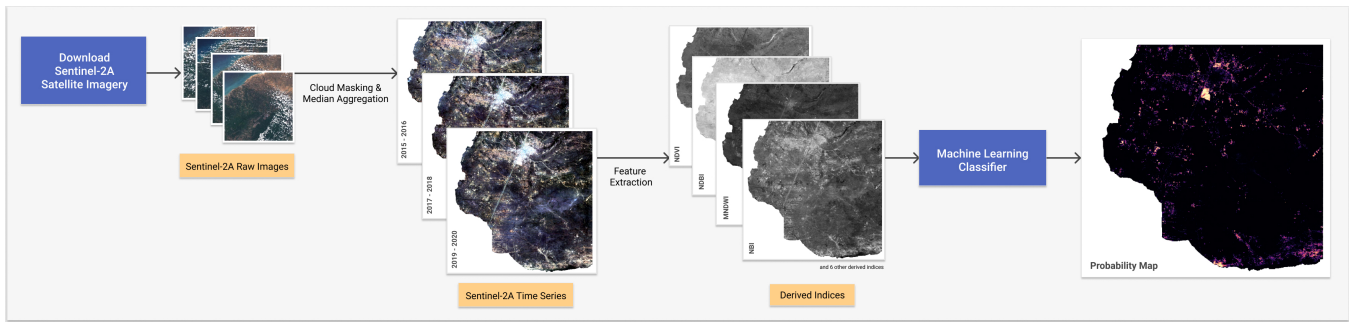 Download
Sentinel-2A
Satellite Imagery
Sentinel-2A Raw Images
Cloud Masking &
Median Aggregation
2015 - 2016
2017 - 2018
2019 - 2020
Sentinel-2A Time Series
Feature
Extraction
NDVI
NDBI
MNDWI
NBI
and 6 other derived indices
Derived Indices
Machine Learning
Classifier
Probability Map